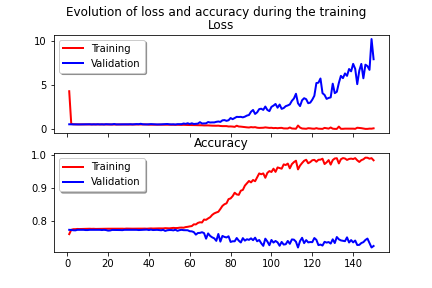 Evolution of loss and accuracy during the training
Loss
10
5
0
Training
Validation
Accuracy
1.0
0.9
0.8
Training
Validation
0 20 40 60 80 100 120 140